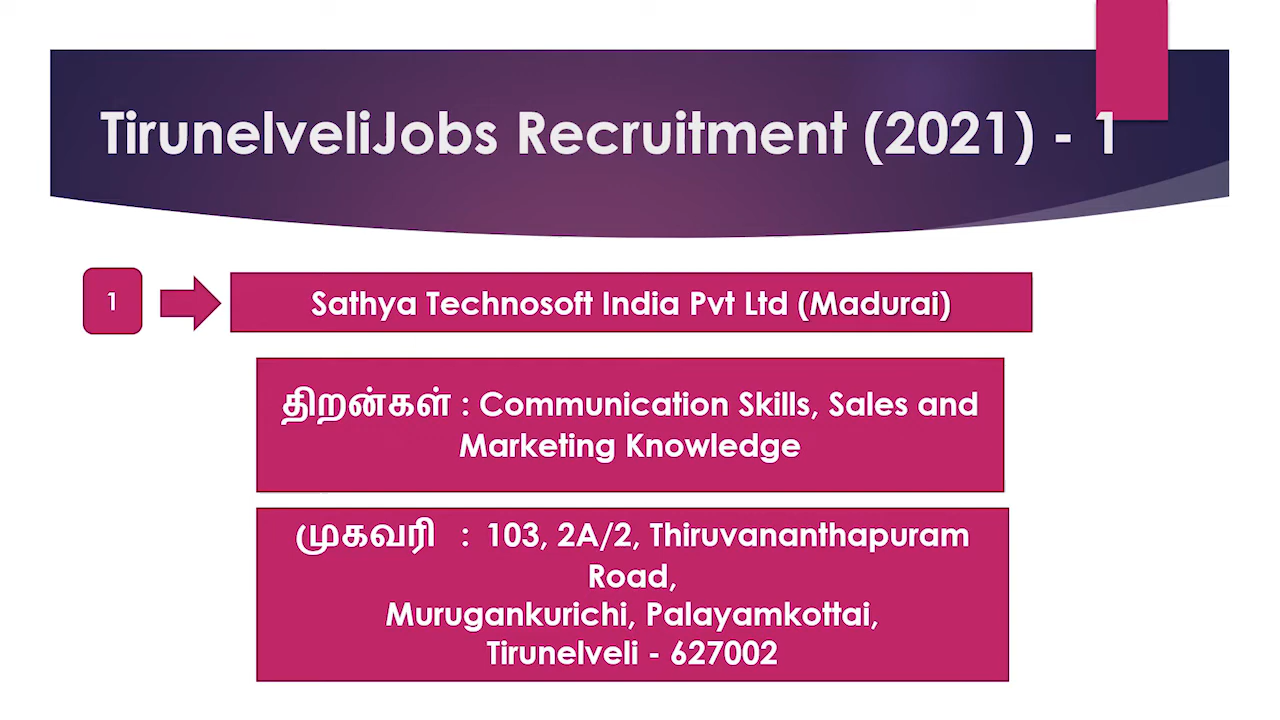 TirunelveliJobs Recruitment (2021) - 1
1
Sathya Technosoft India Pvt Ltd (Madurai)
திறன்கள் : Communication Skills, Sales and
Marketing Knowledge
முகவரி : 103, 2A/2, Thiruvananthapuram
Road,
Murugankurichi, Palayamkottai,
Tirunelveli - 627002